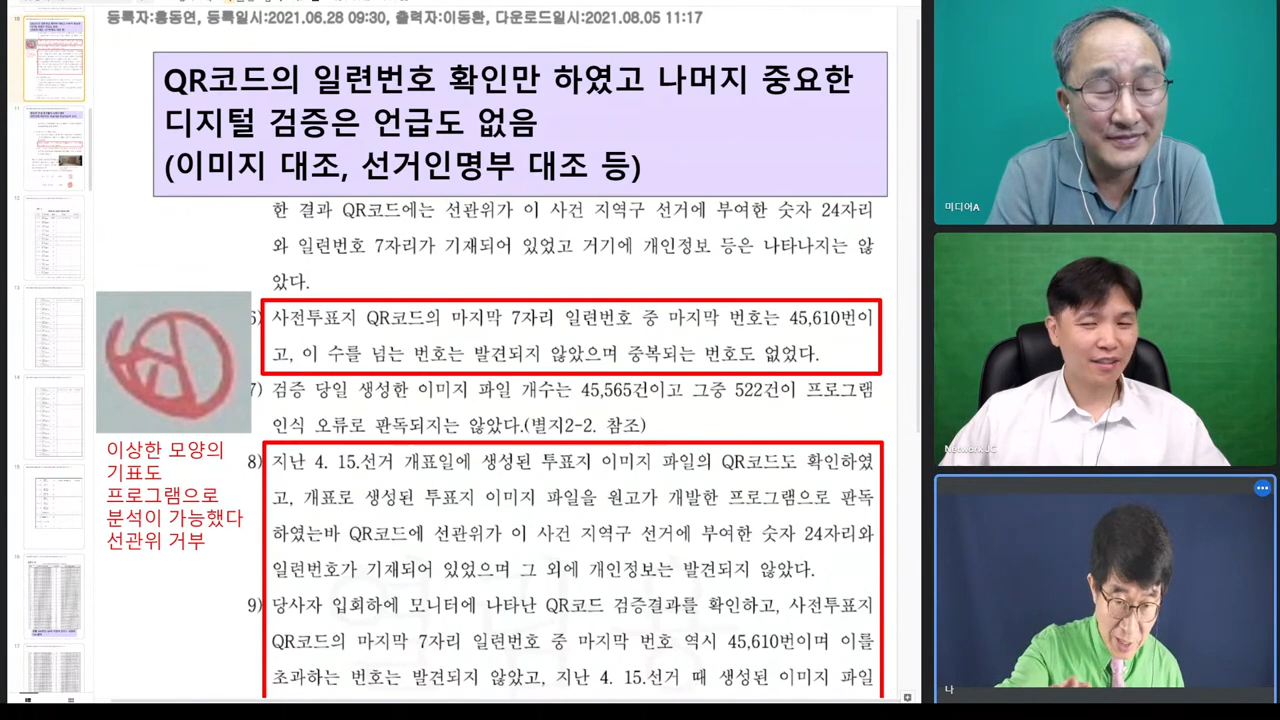 등록자:홍동연, 등록일시:2021.06.28 09:30, 출력자:이 다운로드일시:2021.08.05 1
QR코드의 일련번호 확인만 하였고 나머지 중요한
디지털 검증은 언급도 없음
(이미지 대조, 선거인명부 대조 등)
한 결과 QR코드에는 선관위가 이 사건 지역구 선거에 부여한 숫자 24자리
와 일련번호 7자리가 기재되어 있었고 거기에 개인정보 등은 나타나지는 않
았다.
6) 사전투표지 QR코드의 마지막 7자리 일련번호 중 마지막 번호는 45,610번이
고, 이 수를 넘는 번호는 발견되지 않았으며 중복되는 번호도 없었다.
7) 검증 당일 생성한 이미지 파일의 개수는 45,565건이고 그중 건이 프로그램
인식 오류로 판독되지는 않았다.(별지2-2. 참조)
8) 지난 4. 15.선거 개표일에 생성된 투표지 이미지 파일의 QR코드도 확인하였
고, 개표로 생성된 투표지 이미지 파일을 원고가 개발한 프로그램으로 판독
하였는바 QR코드에 선관위가 이 사건 지역구 선거에 부여한 숫자 24자리와
일련번호가 기재되어 있었으나 그 외에 개인정보는 발견되지 않았다.
9) 당사자 입회하에 모니터에 나타난 QR코드 검증결과를 확인하고, 사전투표지
QR코드의 마지막 7자리 일련번호 중 마지막 번호 역시 번이며 이를
초과하는 번호는 발견되지 않았고, 지난 4. 15.선거 때 생성된 이미지 파일
이상한 모양의
기표도
프로그램으로
분석이 가능했다
선관위 거부
미디어A
NetworkJC
나
10
11
12
13
14
15
16
17